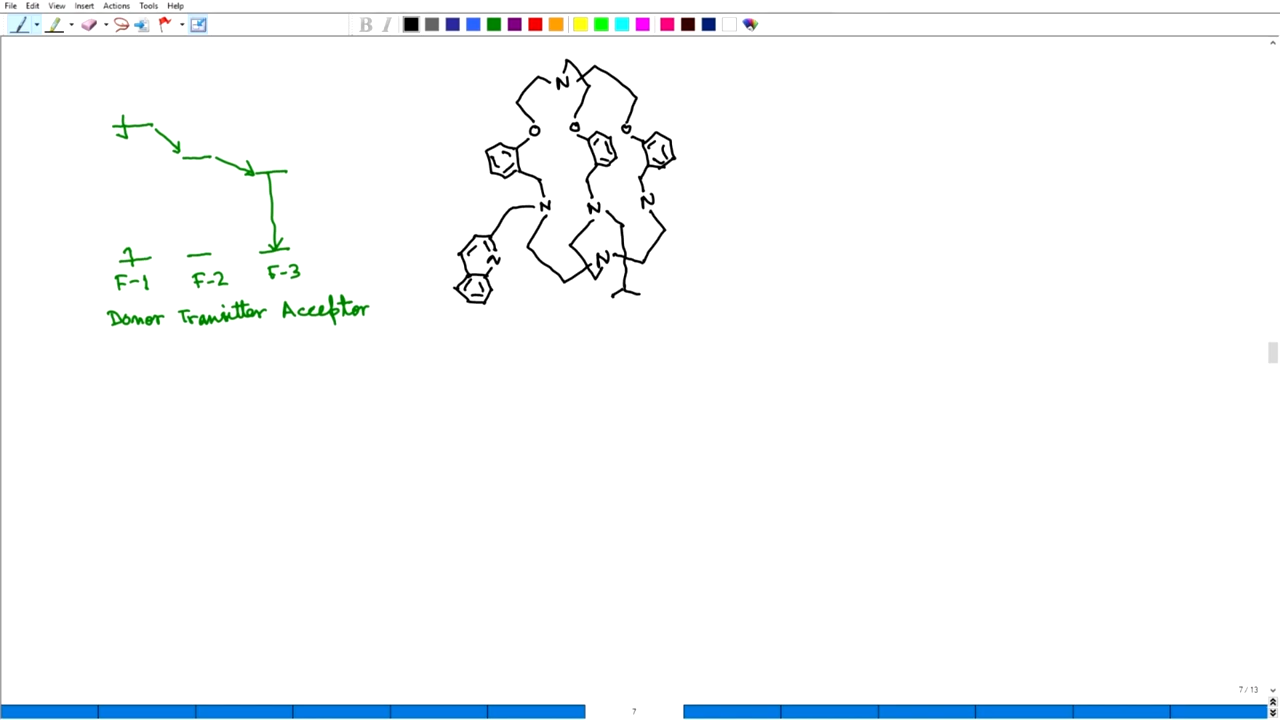 File Edit View Insert Actions Tools Help
B I
N
O O O
N N N
N N
F-1 F-2 F-3
Donor Transitter Acceptor
7 / 13
7